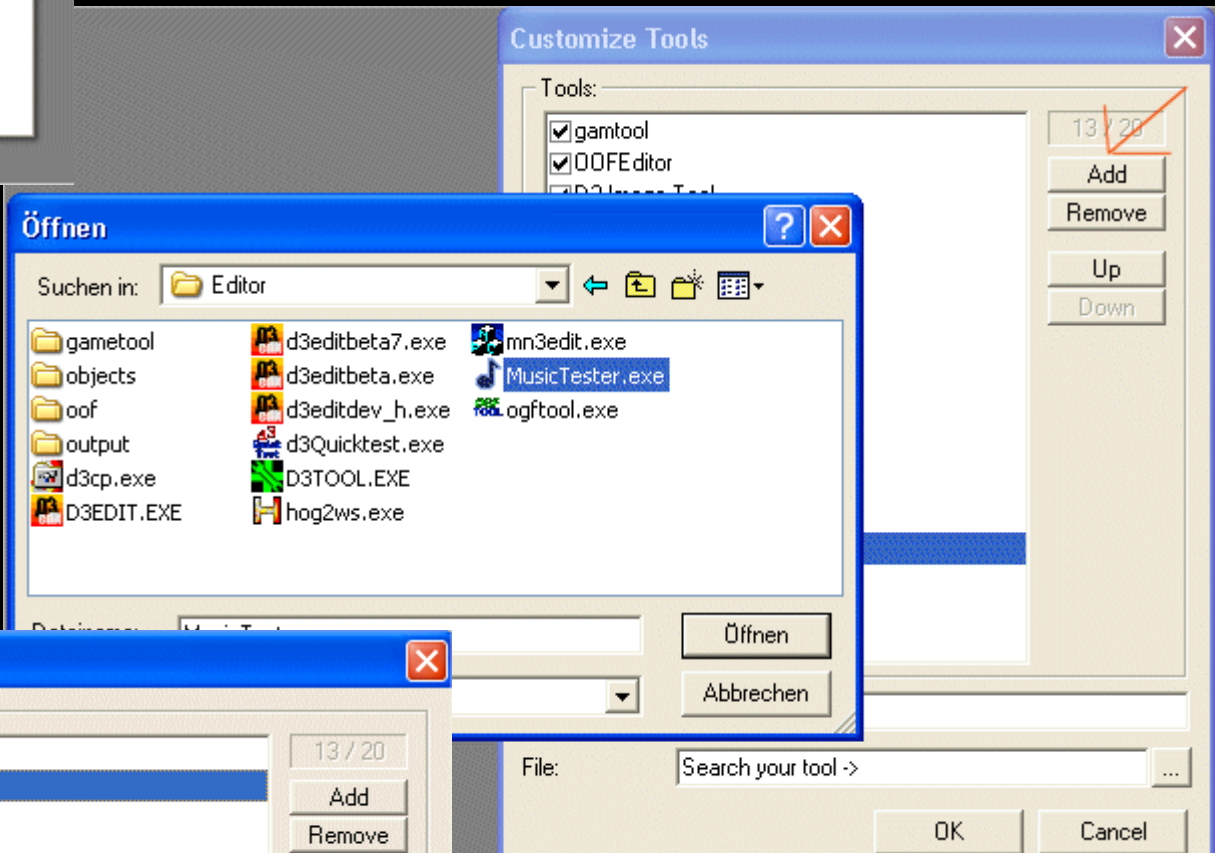 Customize Tools
Tools:
gamtool
OOFEditor
13 / 20
Add
Remove
Up
Down
Öffnen
Suchen in: Editor
gametool
objects
oof
output
d3cp.exe
D3EDIT.EXE
d3editbeta7.exe
d3editbeta.exe
d3editdev_h.exe
d3Quicktest.exe
D3TOOL.EXE
hog2ws.exe
mn3edit.exe
MusicTester.exe
ogftool.exe
Öffnen
Abbrechen
File: Search your tool -> ...
OK Cancel
13 / 20
Add
Remove